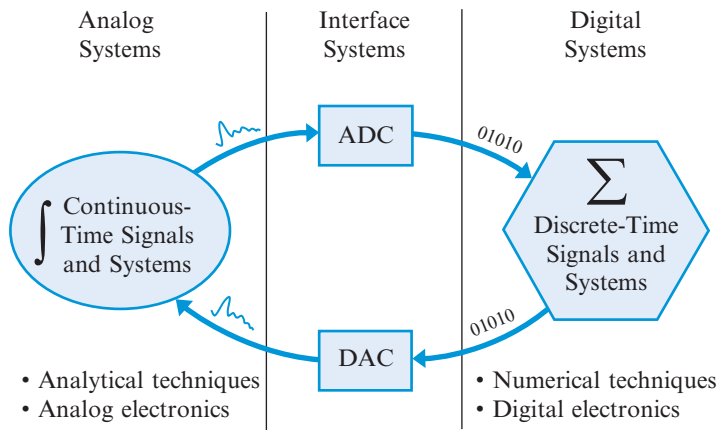 Analog
Systems
Interface
Systems
Digital
Systems
ADC
01010
∫ Continuous-
Time Signals
and Systems
∑
Discrete-Time
Signals and
Systems
DAC
01010
• Analytical techniques
• Analog electronics
• Numerical techniques
• Digital electronics